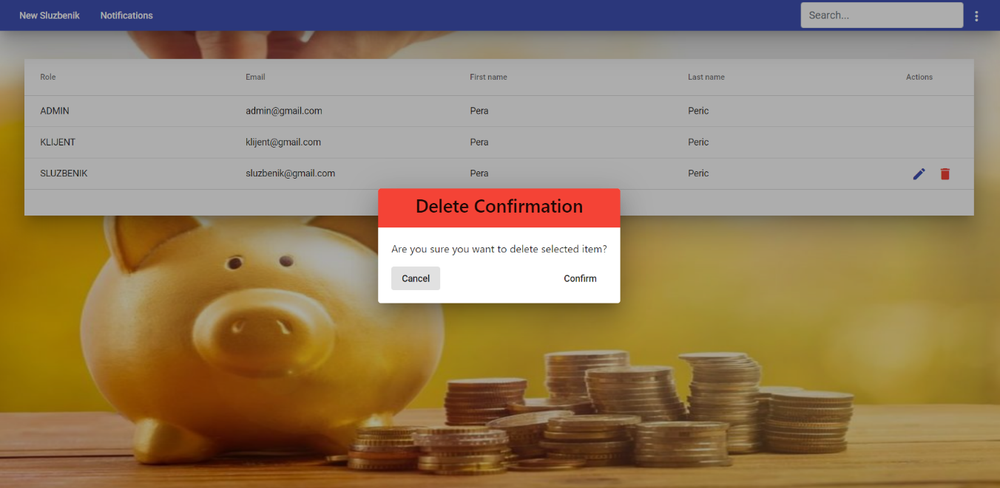 New Sluzbenik Notifications Search...
Role Email First name Last name Actions
ADMIN admin@gmail.com Pera Peric
KLIJENT klijent@gmail.com Pera Peric
SLUZBENIK sluzbenik@gmail.com Pera Peric
Delete Confirmation
Are you sure you want to delete selected item?
Cancel Confirm